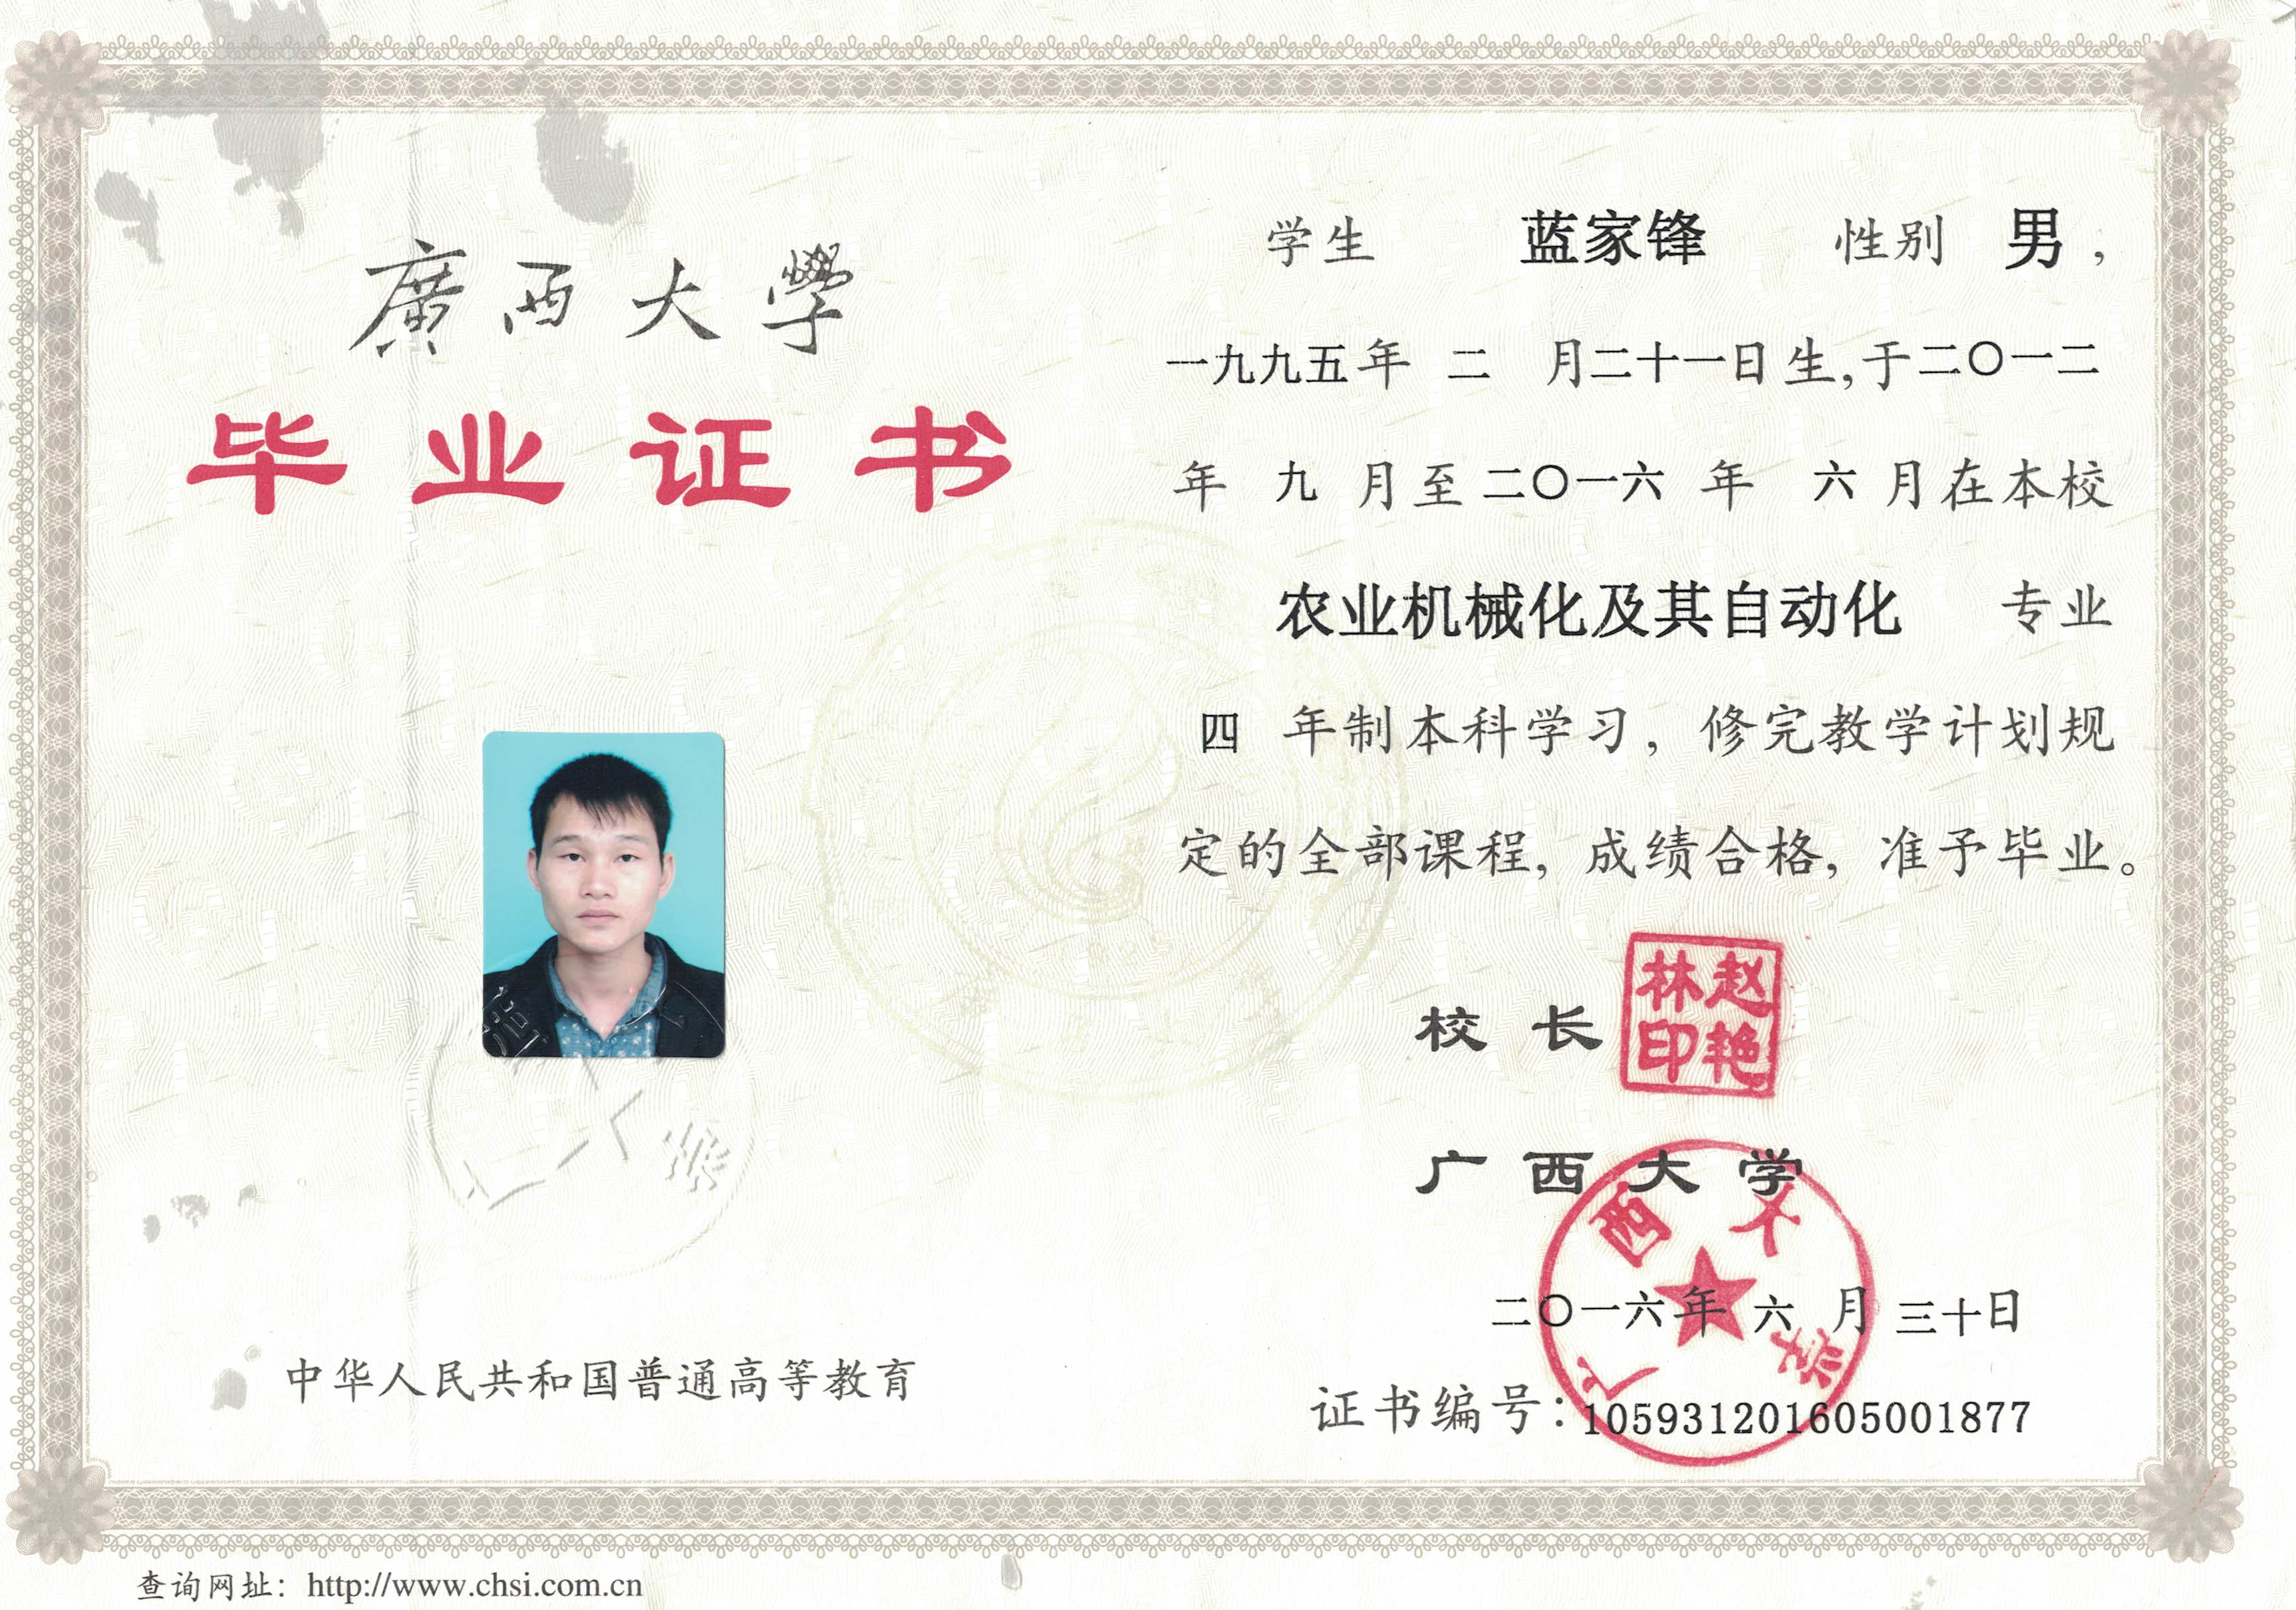 廣西大學
毕业证书
中华人民共和国普通高等教育
查询网址：http://www.chsi.com.cn
学生 蓝家锋 性别 男，
一九九五年 二 月二十一日生,于二〇一二
年 九 月至二〇一六 年 六 月在本校
农业机械化及其自动化 专业
四 年制本科学习，修完教学计划规
定的全部课程，成绩合格，准予毕业。
校 长
赵艳林印
广西大学
广西大学
二〇一六年 六 月 三十日
证书编号：105931201605001877